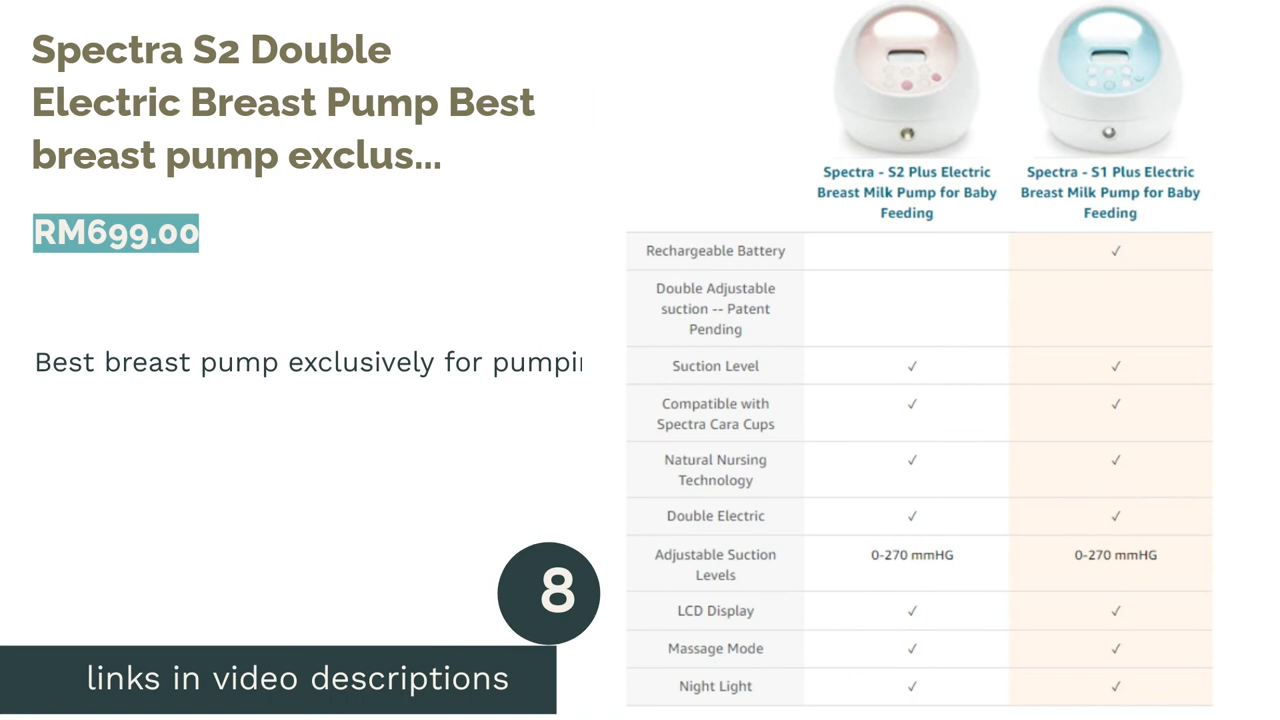 Spectra S2 Double
Electric Breast Pump Best
breast pump exclus...
RM699.00
Best breast pump exclusively for pumpi
8
links in video descriptions
Spectra - S2 Plus Electric
Breast Milk Pump for Baby
Feeding
Spectra - S1 Plus Electric
Breast Milk Pump for Baby
Feeding
Rechargeable Battery ✓
Double Adjustable
suction -- Patent
Pending
Suction Level ✓ ✓
Compatible with ✓ ✓
Spectra Cara Cups
Natural Nursing ✓ ✓
Technology
Double Electric ✓ ✓
Adjustable Suction 0-270 mmHG 0-270 mmHG
Levels
LCD Display ✓ ✓
Massage Mode ✓ ✓
Night Light ✓ ✓